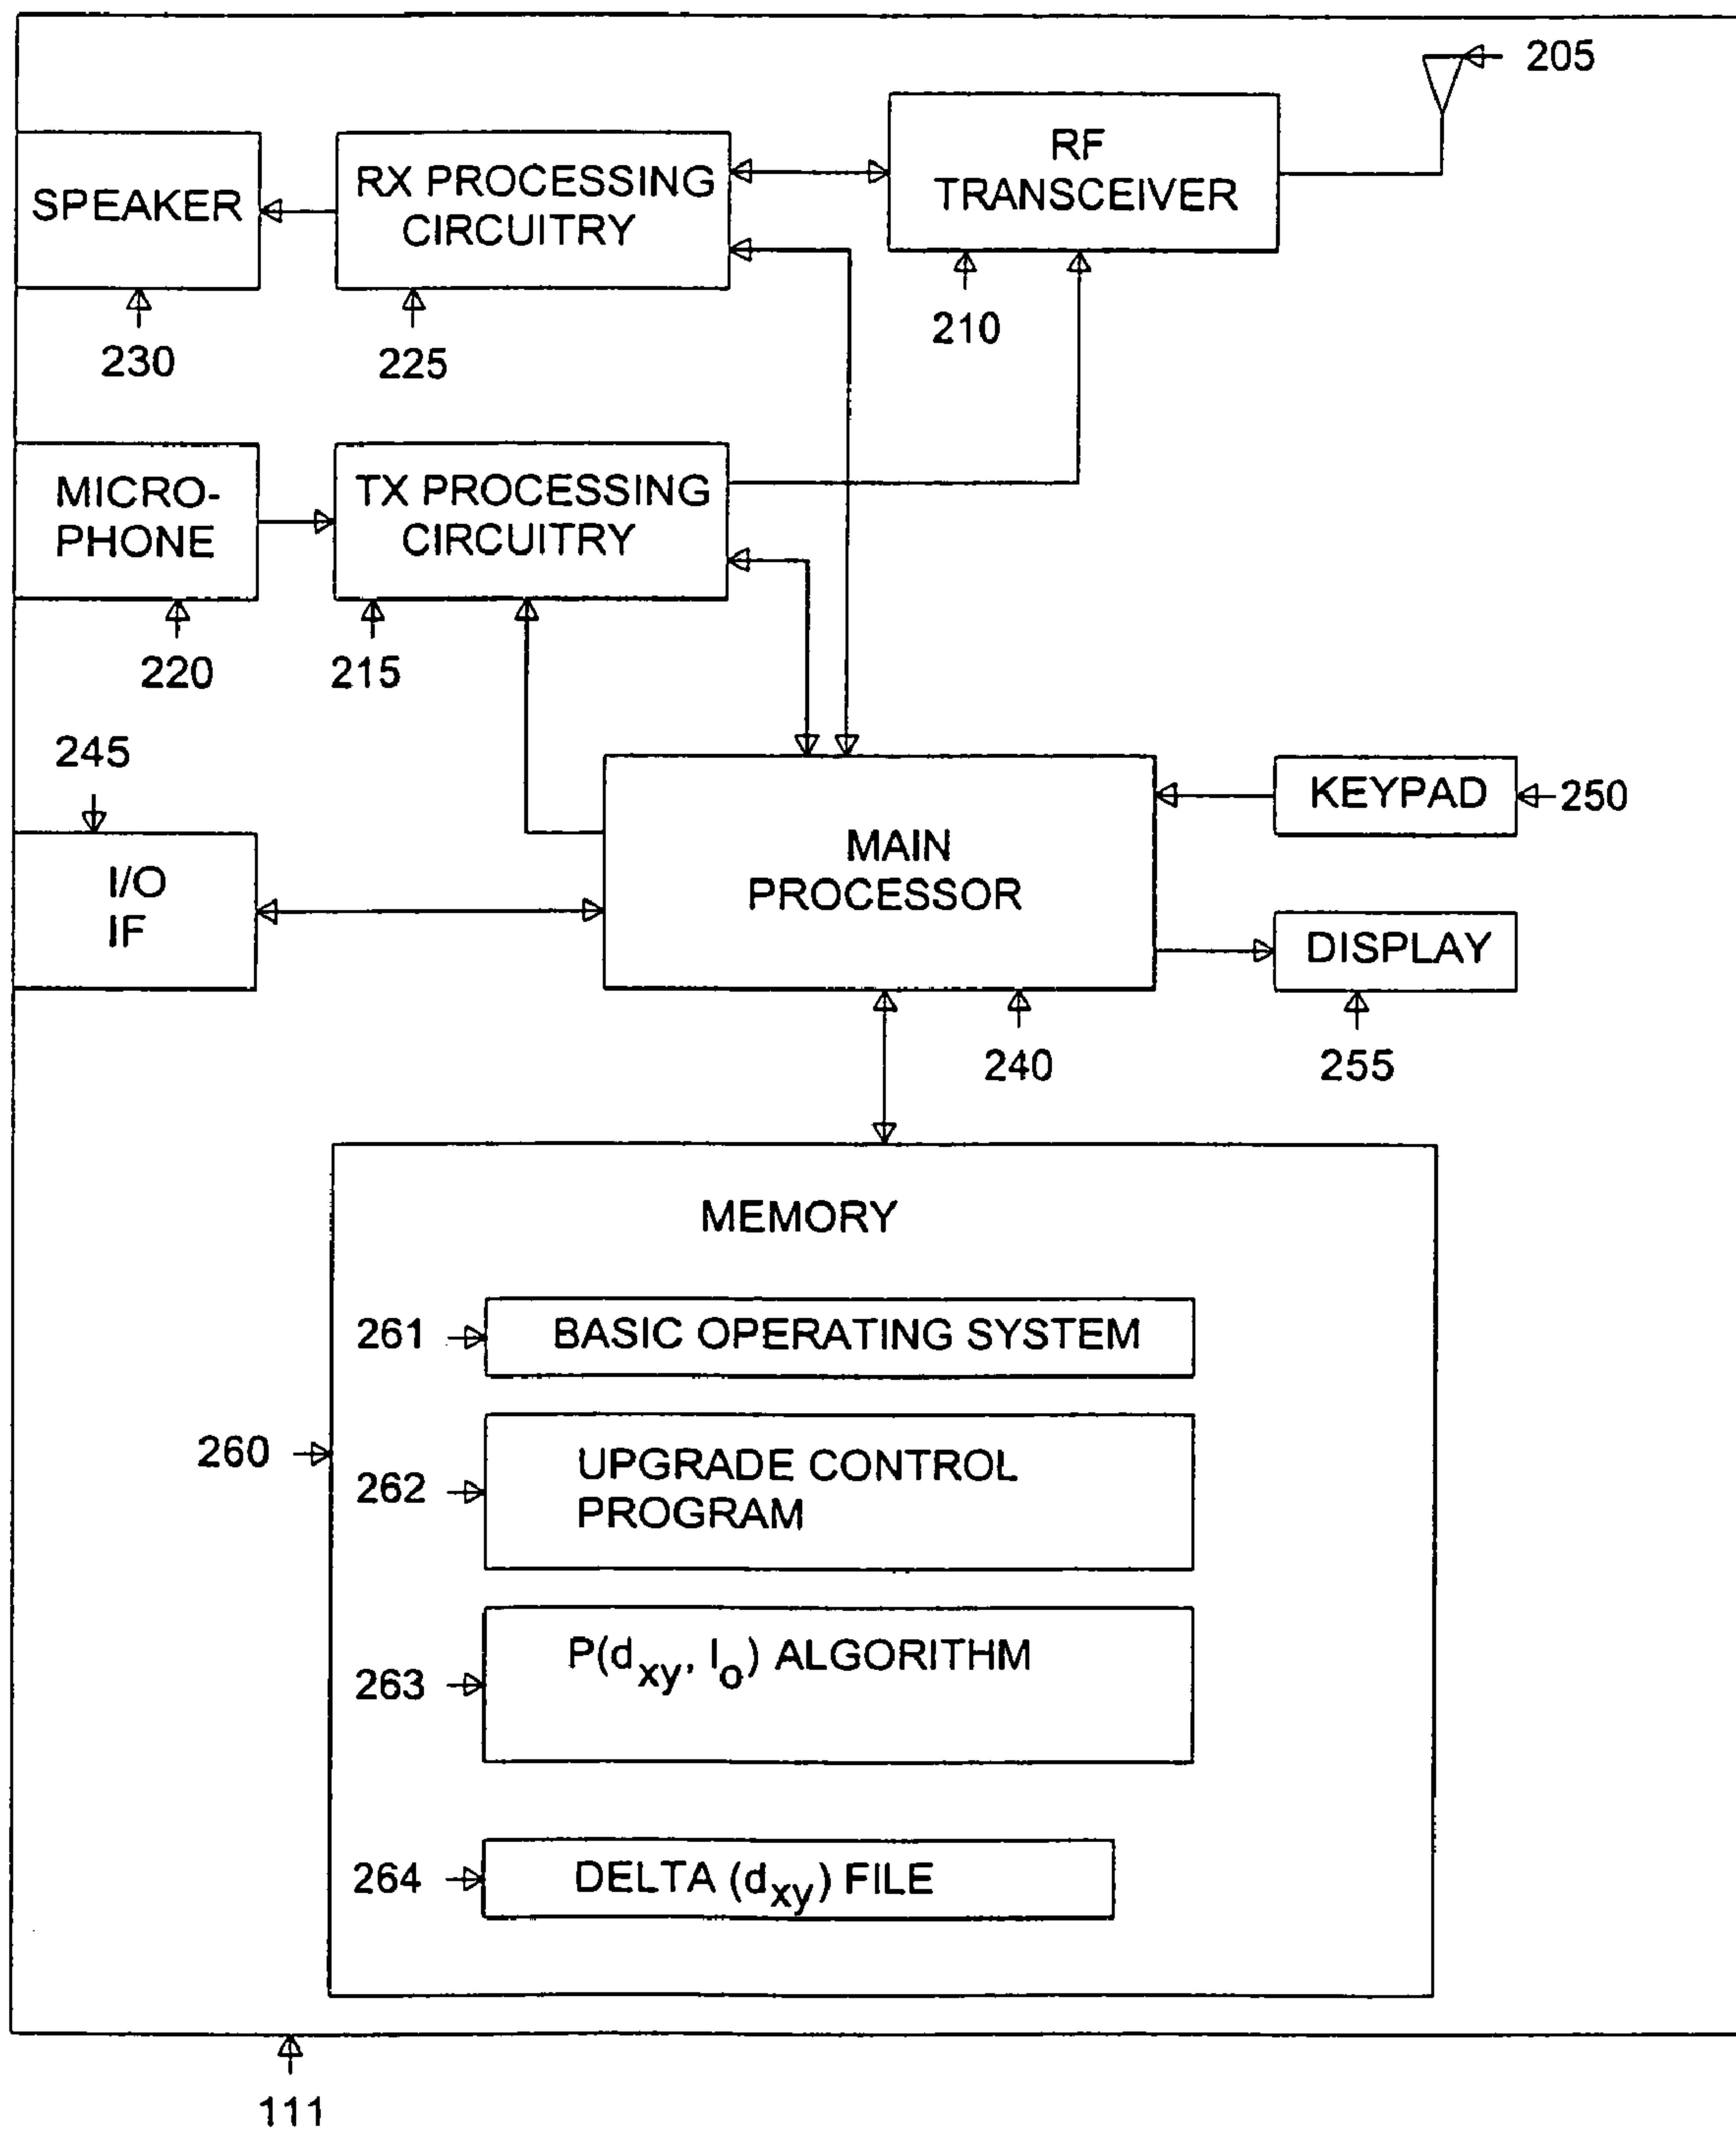 205
RF
TRANSCEIVER
SPEAKER
RX PROCESSING
CIRCUITRY
210
230
225
MICRO-
PHONE
TX PROCESSING
CIRCUITRY
220
215
245
KEYPAD
250
MAIN
PROCESSOR
I/O
IF
DISPLAY
240
255
MEMORY
261
BASIC OPERATING SYSTEM
260
262
UPGRADE CONTROL
PROGRAM
263
P(dxy, Io) ALGORITHM
264
DELTA (dxy) FILE
111